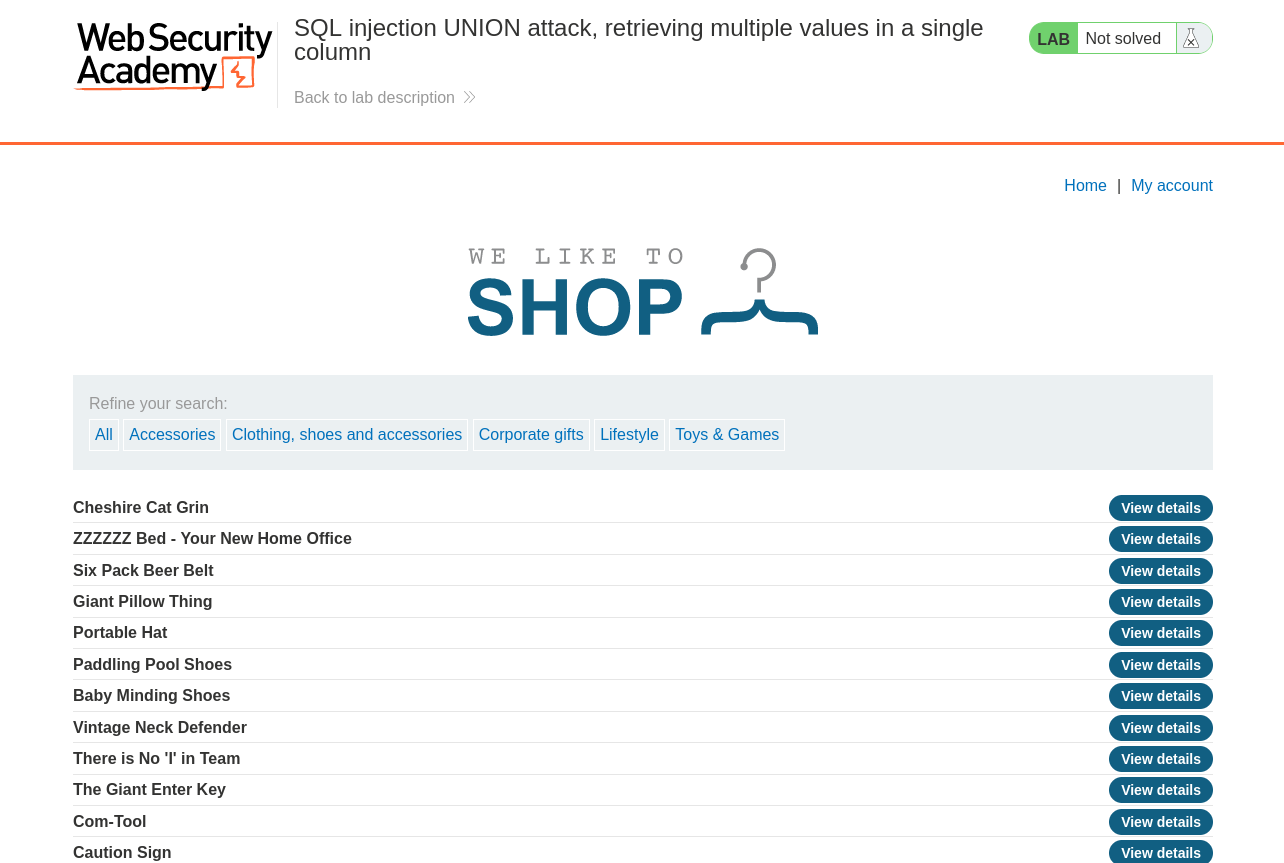 Web Security
Academy
SQL injection UNION attack, retrieving multiple values in a single
column
Back to lab description
LAB Not solved
Home | My account
WE LIKE TO
SHOP
Refine your search:
All Accessories Clothing, shoes and accessories Corporate gifts Lifestyle Toys & Games
Cheshire Cat Grin View details
ZZZZZZ Bed - Your New Home Office View details
Six Pack Beer Belt View details
Giant Pillow Thing View details
Portable Hat View details
Paddling Pool Shoes View details
Baby Minding Shoes View details
Vintage Neck Defender View details
There is No 'I' in Team View details
The Giant Enter Key View details
Com-Tool View details
Caution Sign View details